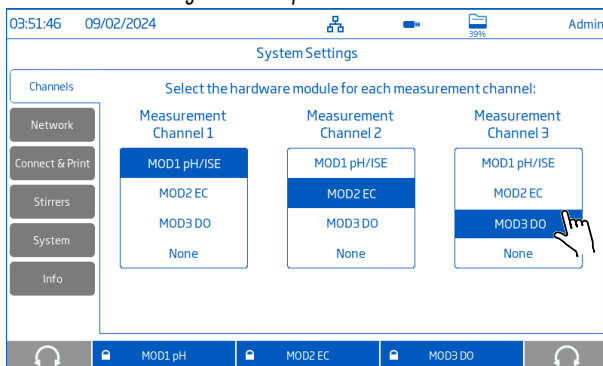 03:51:46 09/02/2024 39% Admin
System Settings
Channels
Network
Connect & Print
Stirrers
System
Info
Select the hardware module for each measurement channel:
Measurement
Channel 1
MOD1 pH/ISE
MOD2 EC
MOD3 DO
None
Measurement
Channel 2
MOD1 pH/ISE
MOD2 EC
MOD3 DO
None
Measurement
Channel 3
MOD1 pH/ISE
MOD2 EC
MOD3 DO
None
MOD1 pH
MOD2 EC
MOD3 DO